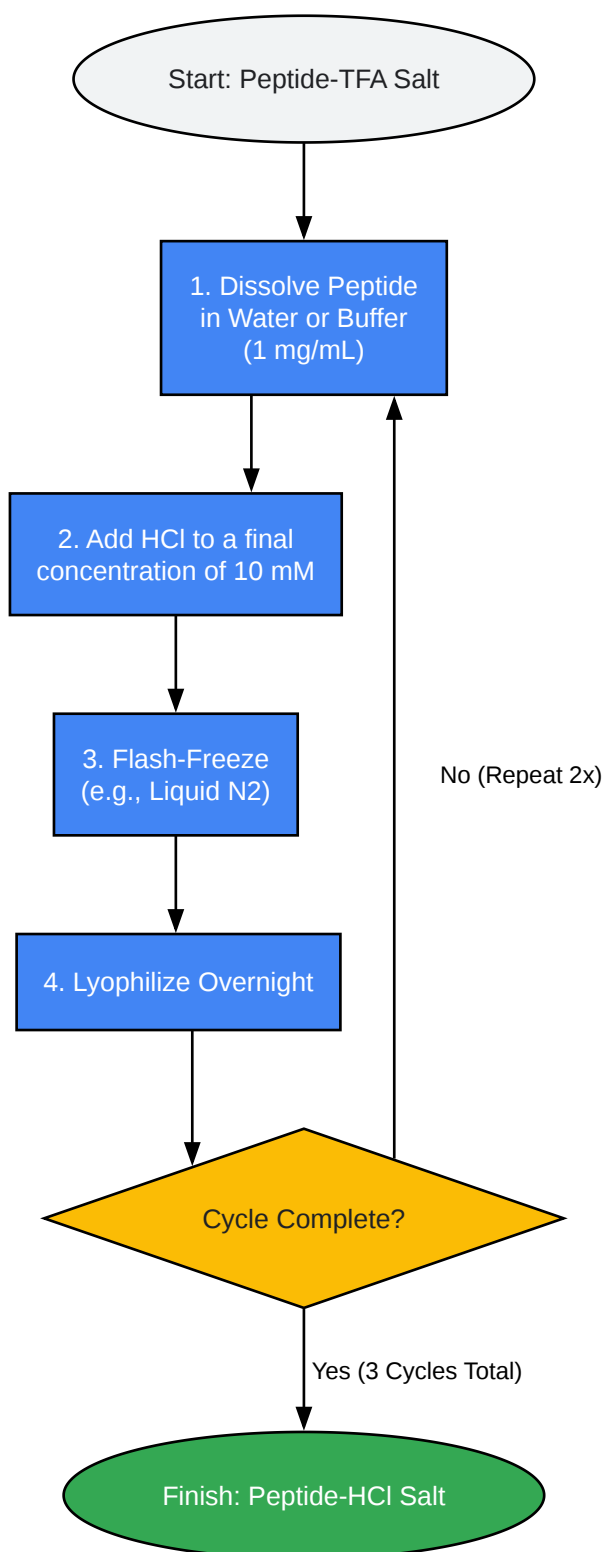 Start: Peptide-TFA Salt
1. Dissolve Peptide
in Water or Buffer
(1 mg/mL)
2. Add HCl to a final
concentration of 10 mM
3. Flash-Freeze
(e.g., Liquid N2)
No (Repeat 2x)
4. Lyophilize Overnight
Cycle Complete?
Yes (3 Cycles Total)
Finish: Peptide-HCl Salt